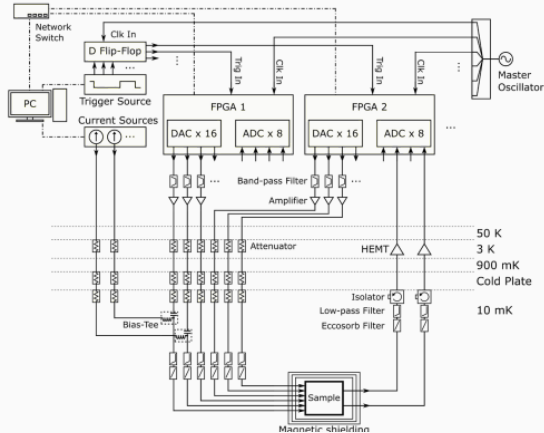 Network
Switch
Clk In
D Flip-Flop
...
...
Trigger Source
PC
Current Sources
...
Trig In
Clk In
Trig In
Clk In
Master
Oscillator
FPGA 1
DAC x 16
ADC x 8
FPGA 2
DAC x 16
ADC x 8
...
...
Band-pass Filter
...
Amplifier
50 K
Attenuator
HEMT
3 K
900 mK
Cold Plate
Isolator
Low-pass Filter
10 mK
Bias-Tee
Eccosorb Filter
Sample
Magnetic shielding